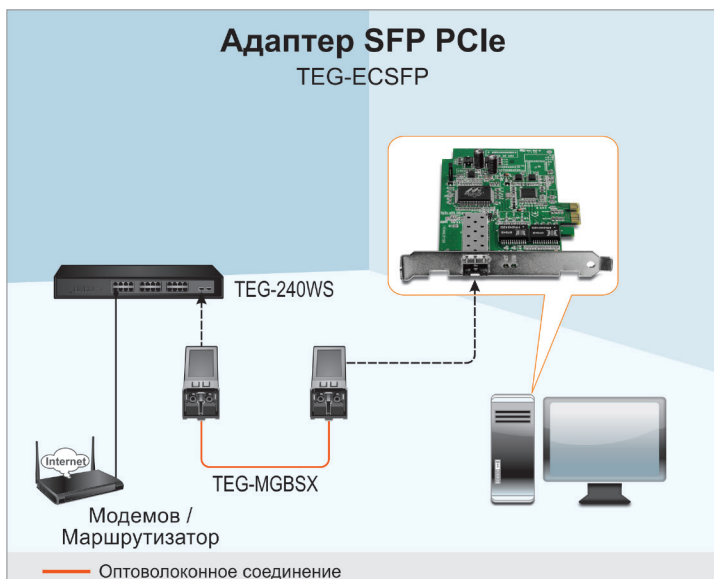 Адаптер SFP PCIe
TEG-ECSFP
TEG-240WS
Internet
TEG-MGBSX
Модемов /
Маршрутизатор
Оптоволоконное соединение